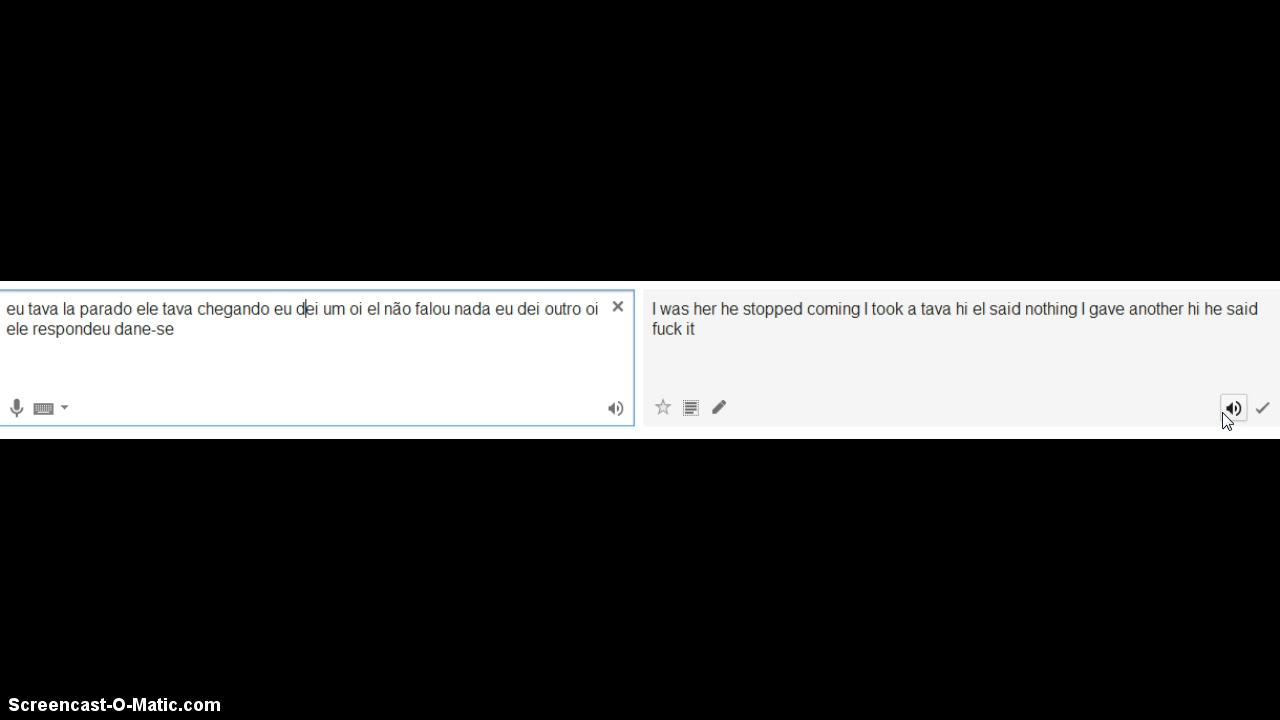 eu tava la parado ele tava chegando eu dei um oi el não falou nada eu dei outro oi
ele respondeu dane-se
I was her he stopped coming I took a tava hi el said nothing I gave another hi he said
fuck it
Screencast-O-Matic.com